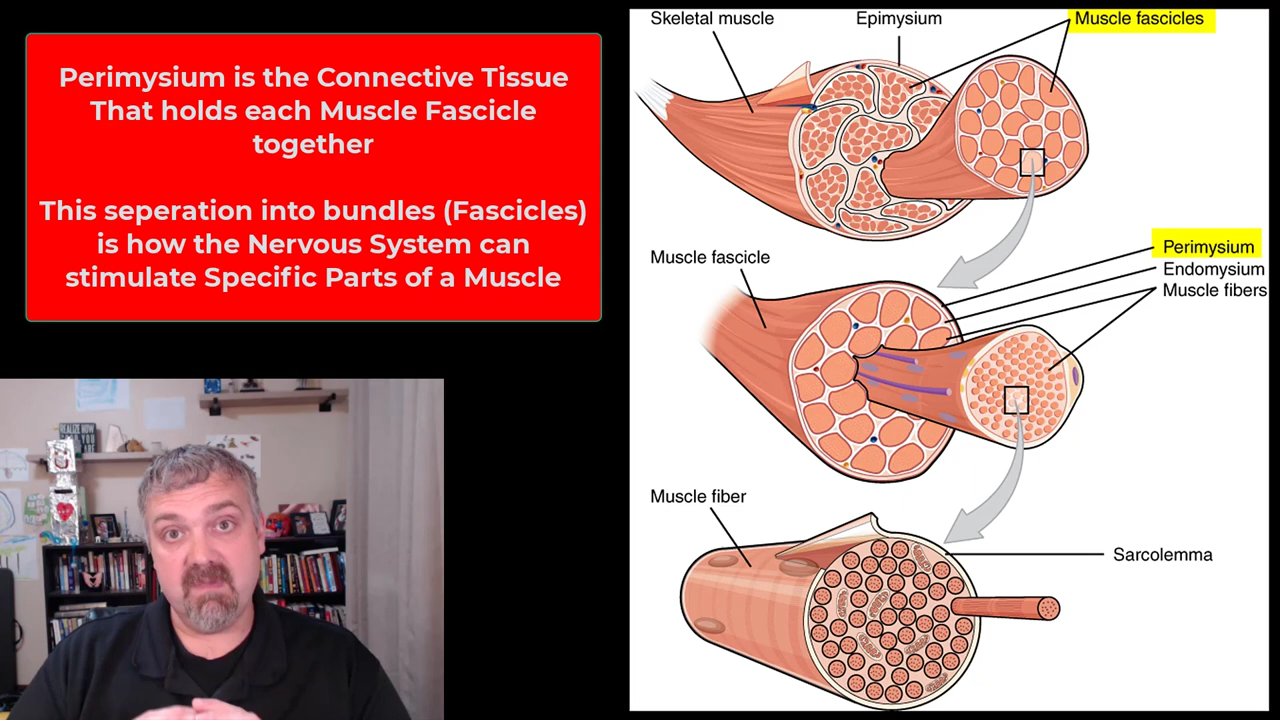 Perimysium is the Connective Tissue
That holds each Muscle Fascicle
together
This seperation into bundles (Fascicles)
is how the Nervous System can
stimulate Specific Parts of a Muscle
Skeletal muscle
Epimysium
Muscle fascicles
Muscle fascicle
Perimysium
Endomysium
Muscle fibers
Muscle fiber
Sarcolemma